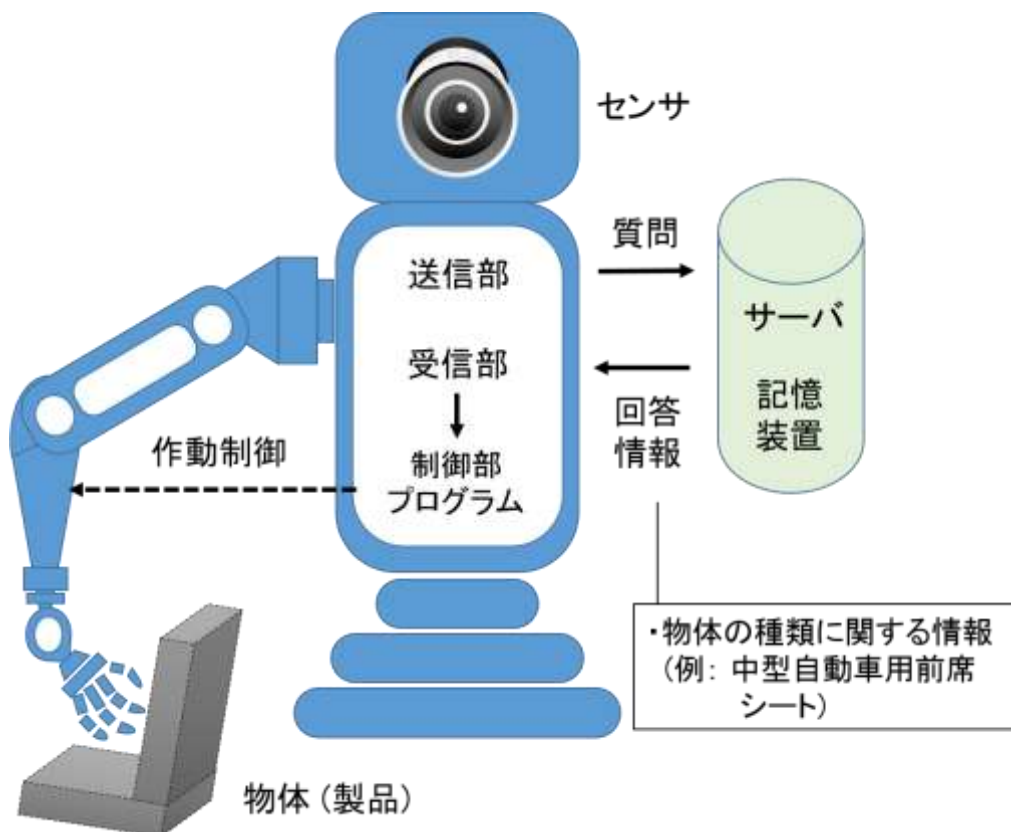 センサ
質問
送信部
サーバ
受信部
回答
情報
記憶
装置
作動制御
制御部
プログラム
・物体の種類に関する情報
(例: 中型自動車用前席
シート)
物体(製品)